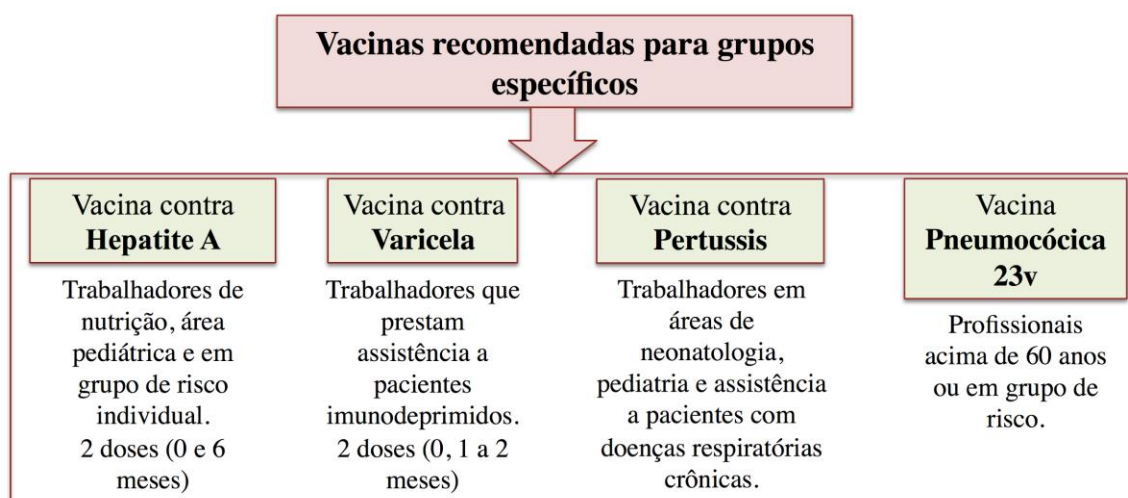 Vacinas recomendadas para grupos
específicos
Vacina contra
Hepatite A
Trabalhadores de
nutrição, área
pediátrica e em
grupo de risco
individual.
2 doses (0 e 6
meses)
Vacina contra
Varicela
Trabalhadores que
prestam
assistência a
pacientes
imunodeprimidos.
2 doses (0, 1 a 2
meses)
Vacina contra
Pertussis
Trabalhadores em
áreas de
neonatologia,
pediatria e assistência
a pacientes com
doenças respiratórias
crônicas.
Vacina
Pneumocócica
23v
Profissionais
acima de 60 anos
ou em grupo de
risco.